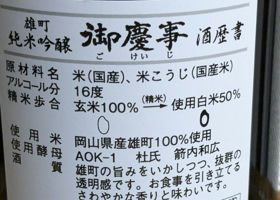 雄町
純米吟醸 御慶事 酒歴書
ごけいじ
原材料名 米(国産)、米こうじ(国産米)
アルコール分 16度
精米歩合 玄米100% (精米) 使用白米50%
使用米 岡山県産雄町100%使用
使用酵母 AOK-1 杜氏 箭内和広
酒質 雄町の旨みをいかしつつ、抜群の
透明感です。お食事を引き立てる
さわやかな香りと味わいです。